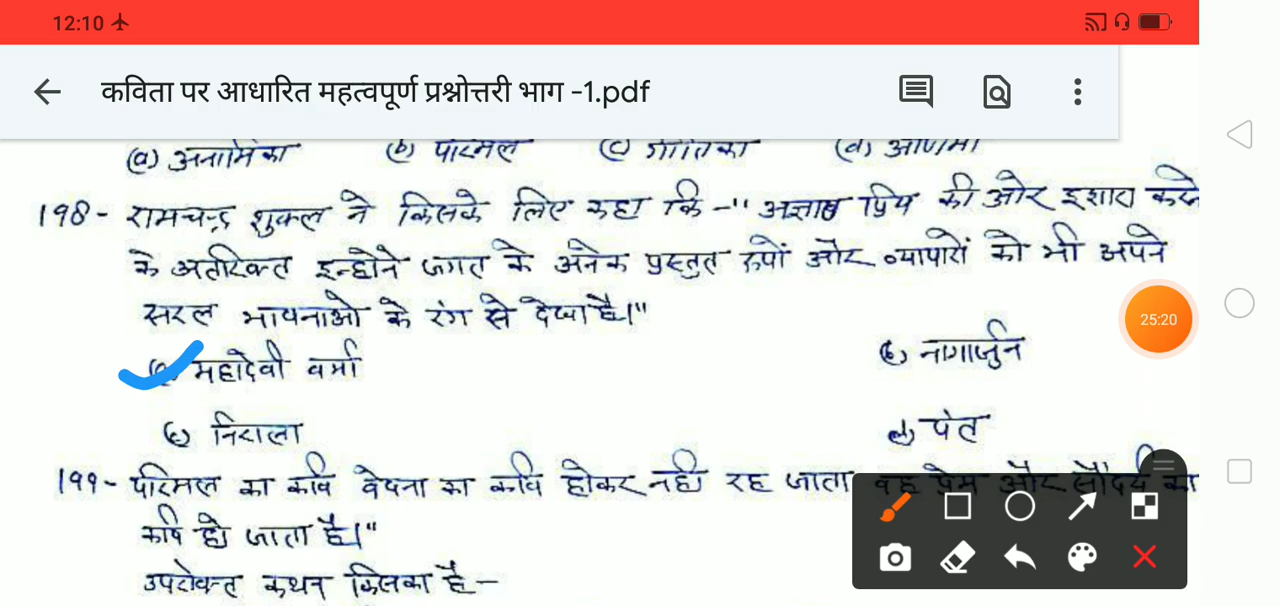 12:10
कविता पर आधारित महत्वपूर्ण प्रश्नोत्तरी भाग -1.pdf
(a) अनामिका (b) परिमल (c) गीतिका (d) अणिमा
198- रामचन्द्र शुक्ल ने किसके लिए कहा कि -" अज्ञात प्रिय की ओर इशारा करने
के अतिरिक्त इन्होने जगत के अनेक प्रस्तुत रूपों और व्यापारों को भी अपने
सरल भावनाओ के रंग से देखा है।"
(a) महादेवी वर्मा (b) नागार्जुन
25:20
(c) निराला (d) पंत
199- परिमल का कवि वेदना का कवि होकर नही रह जाता वह प्रेम और सौंदर्य का
कवि हो जाता है।"
उपरोक्त कथन किसका है-